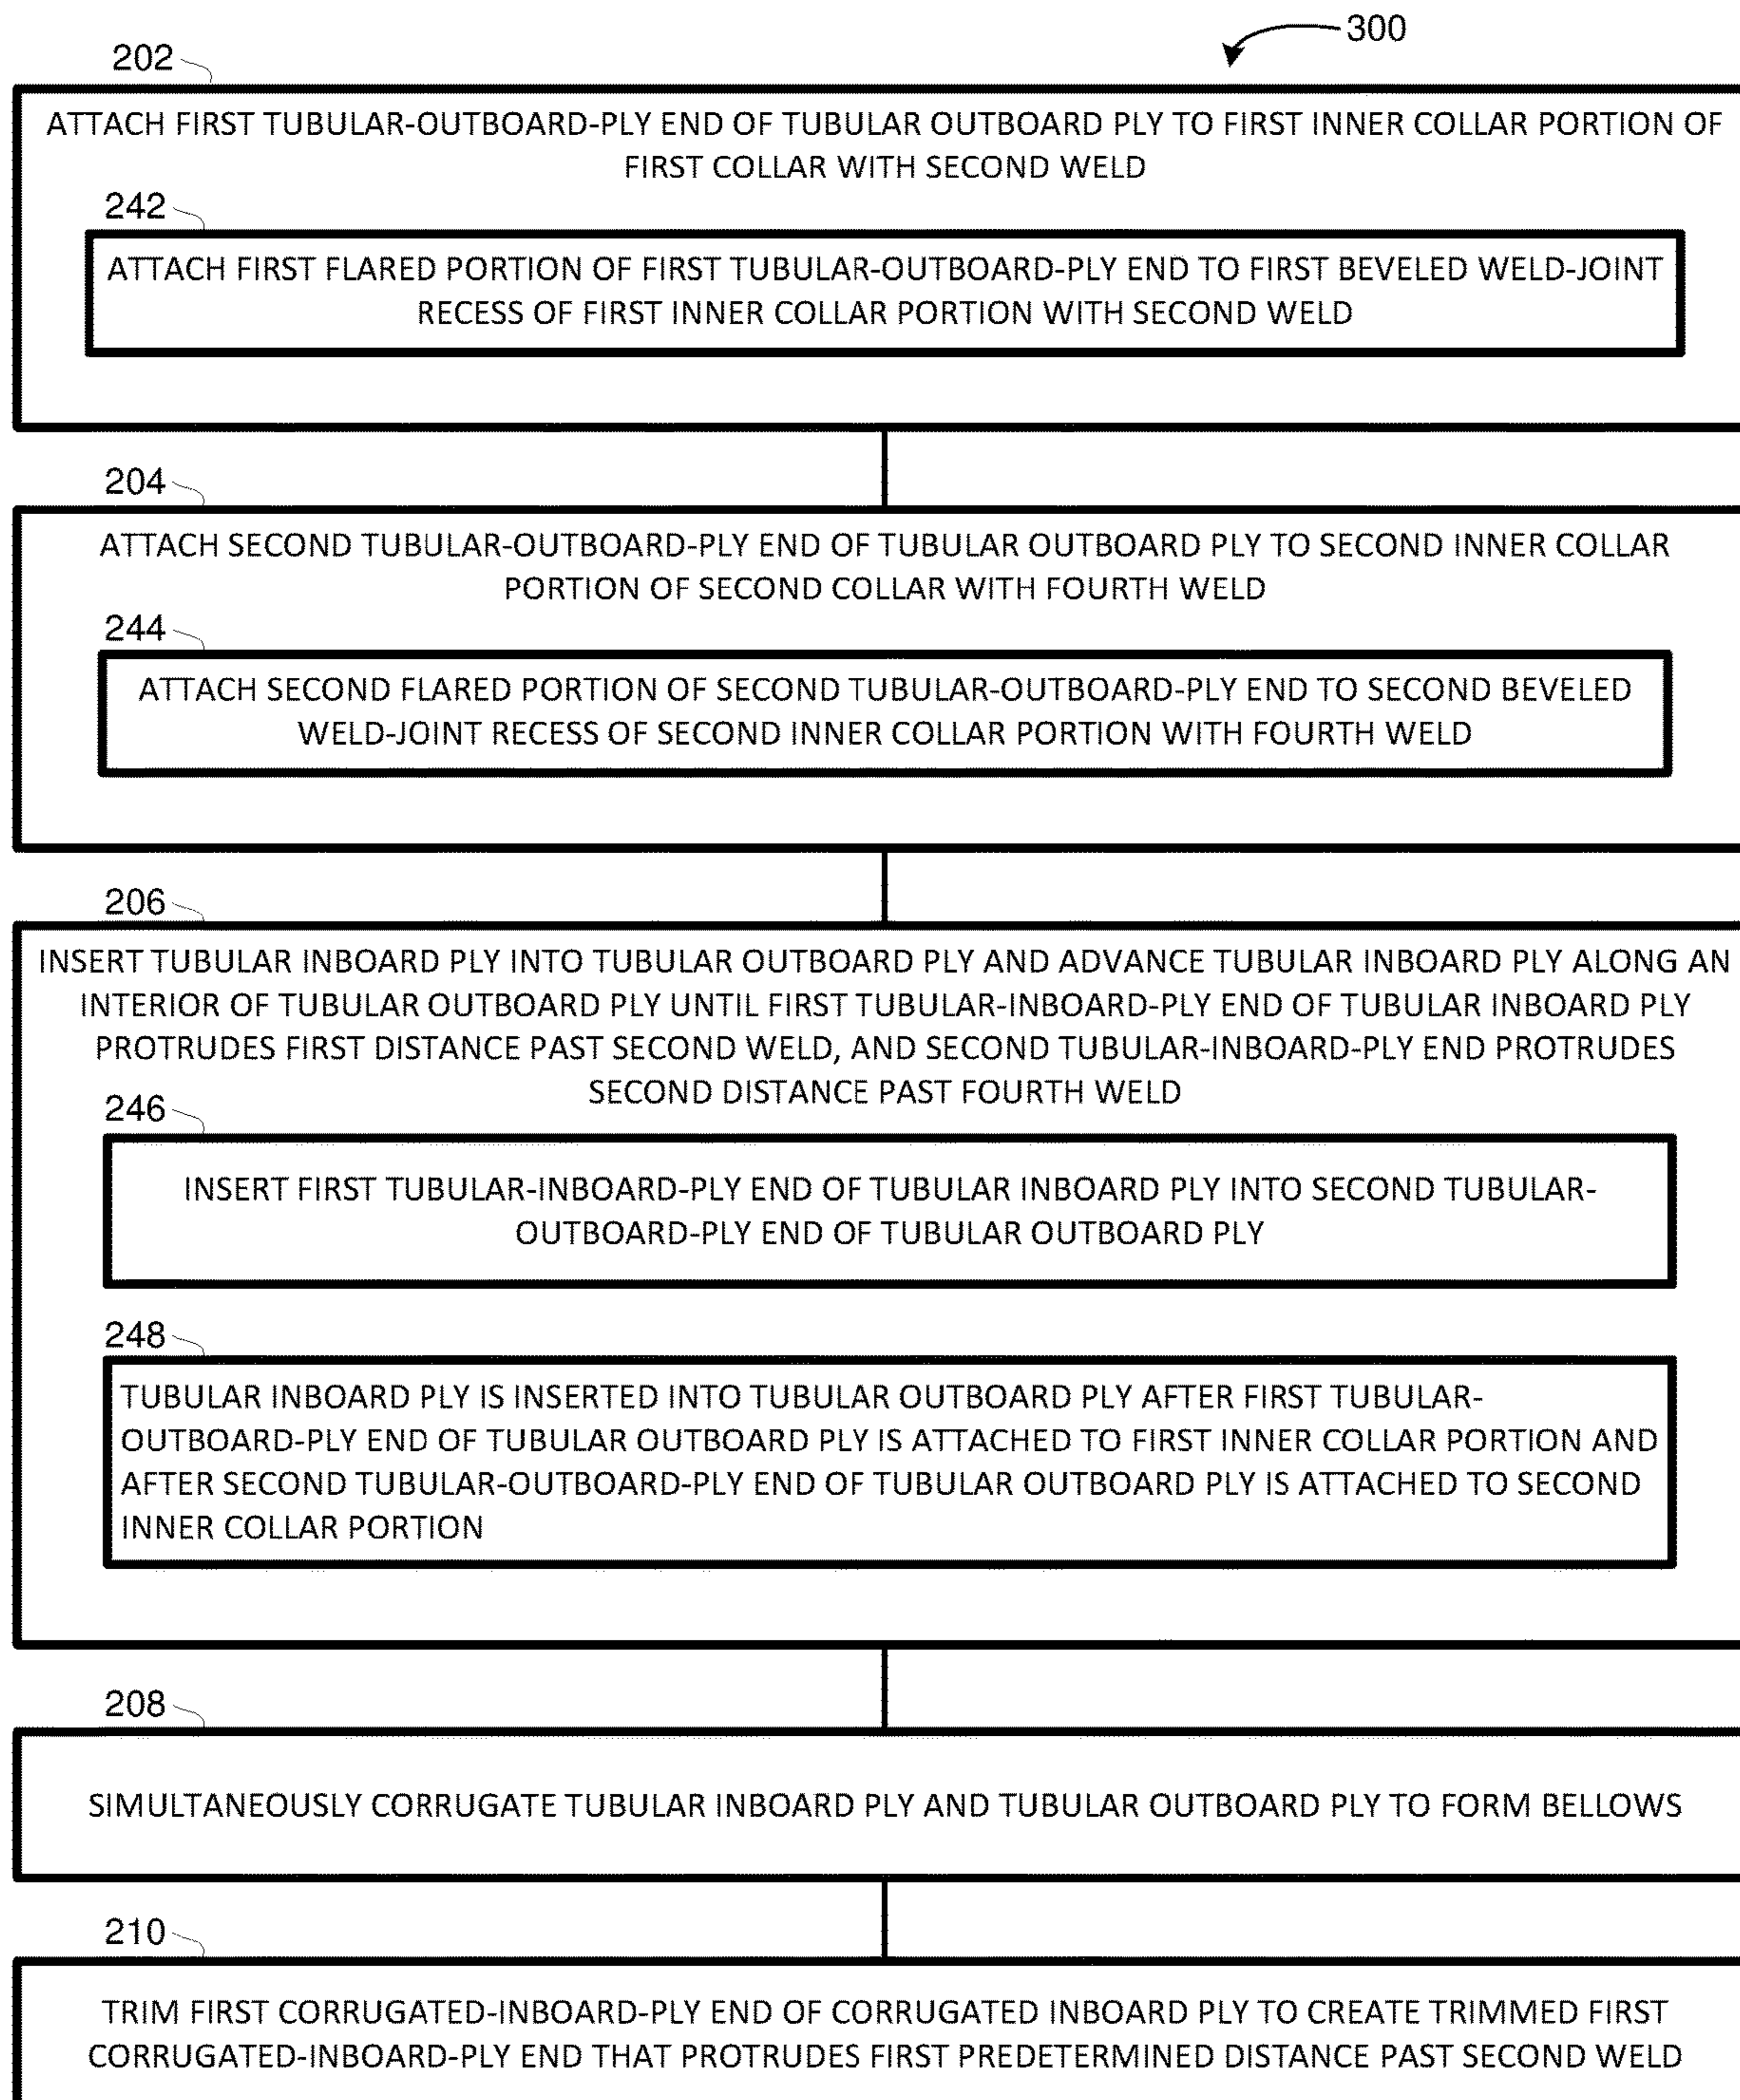 300
202
ATTACH FIRST TUBULAR-OUTBOARD-PLY END OF TUBULAR OUTBOARD PLY TO FIRST INNER COLLAR PORTION OF
FIRST COLLAR WITH SECOND WELD
242
ATTACH FIRST FLARED PORTION OF FIRST TUBULAR-OUTBOARD-PLY END TO FIRST BEVELED WELD-JOINT
RECESS OF FIRST INNER COLLAR PORTION WITH SECOND WELD
204
ATTACH SECOND TUBULAR-OUTBOARD-PLY END OF TUBULAR OUTBOARD PLY TO SECOND INNER COLLAR
PORTION OF SECOND COLLAR WITH FOURTH WELD
244
ATTACH SECOND FLARED PORTION OF SECOND TUBULAR-OUTBOARD-PLY END TO SECOND BEVELED
WELD-JOINT RECESS OF SECOND INNER COLLAR PORTION WITH FOURTH WELD
206
INSERT TUBULAR INBOARD PLY INTO TUBULAR OUTBOARD PLY AND ADVANCE TUBULAR INBOARD PLY ALONG AN
INTERIOR OF TUBULAR OUTBOARD PLY UNTIL FIRST TUBULAR-INBOARD-PLY END OF TUBULAR INBOARD PLY
PROTRUDES FIRST DISTANCE PAST SECOND WELD, AND SECOND TUBULAR-INBOARD-PLY END PROTRUDES
SECOND DISTANCE PAST FOURTH WELD
246
INSERT FIRST TUBULAR-INBOARD-PLY END OF TUBULAR INBOARD PLY INTO SECOND TUBULAR-
OUTBOARD-PLY END OF TUBULAR OUTBOARD PLY
248
TUBULAR INBOARD PLY IS INSERTED INTO TUBULAR OUTBOARD PLY AFTER FIRST TUBULAR-
OUTBOARD-PLY END OF TUBULAR OUTBOARD PLY IS ATTACHED TO FIRST INNER COLLAR PORTION AND
AFTER SECOND TUBULAR-OUTBOARD-PLY END OF TUBULAR OUTBOARD PLY IS ATTACHED TO SECOND
INNER COLLAR PORTION
208
SIMULTANEOUSLY CORRUGATE TUBULAR INBOARD PLY AND TUBULAR OUTBOARD PLY TO FORM BELLOWS
210
TRIM FIRST CORRUGATED-INBOARD-PLY END OF CORRUGATED INBOARD PLY TO CREATE TRIMMED FIRST
CORRUGATED-INBOARD-PLY END THAT PROTRUDES FIRST PREDETERMINED DISTANCE PAST SECOND WELD